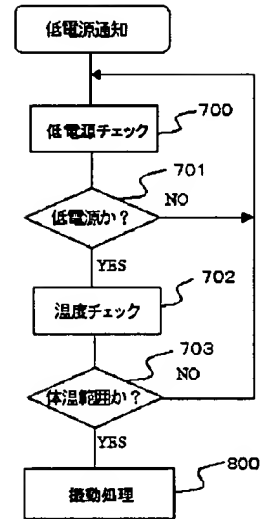 低電源通知
低電源チェック
700
低電源か？
701
NO
YES
温度チェック
702
体温範囲か？
703
NO
YES
振動処理
800